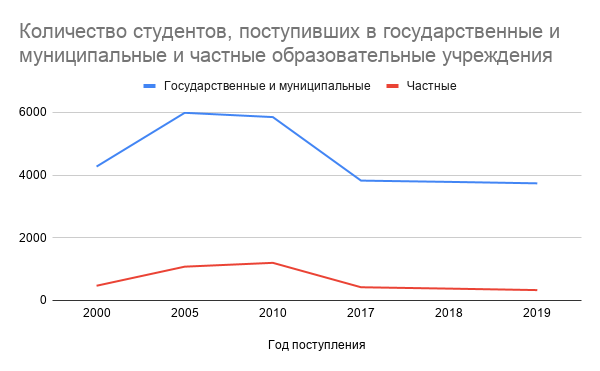 Количество студентов, поступивших в государственные и
муниципальные и частные образовательные учреждения
Государственные и муниципальные
Частные
6000
4000
2000
0
2000
2005
2010
2017
2018
2019
Год поступления